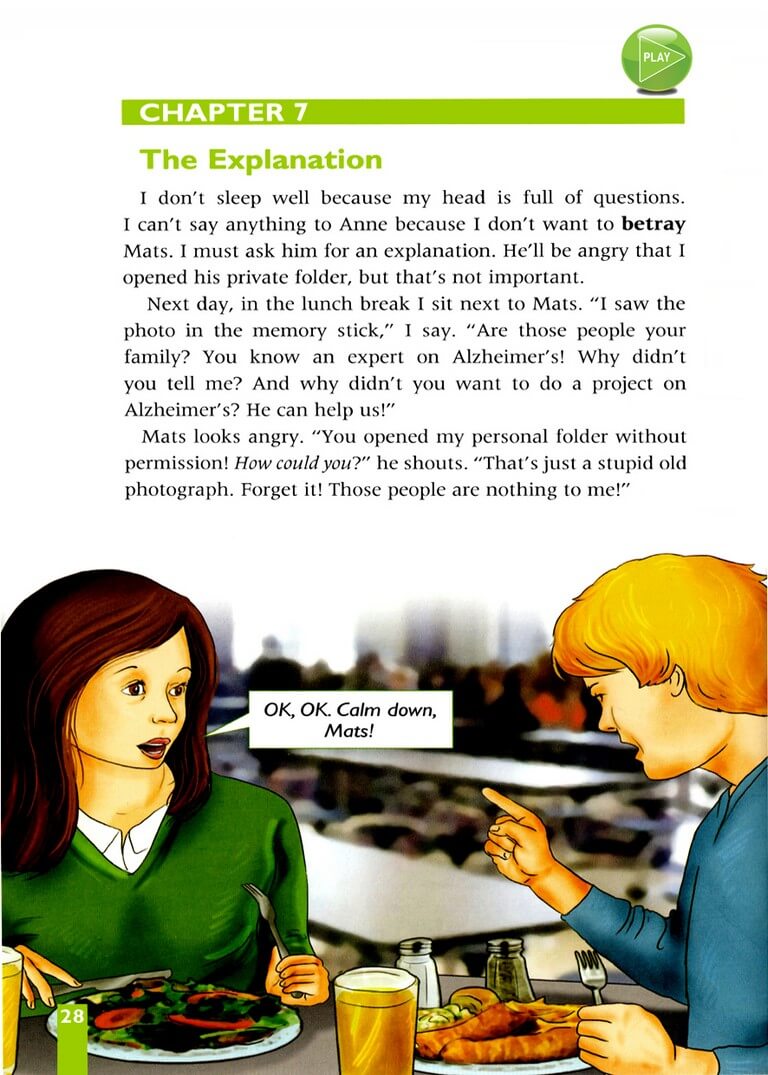 PLAY
CHAPTER 7
The Explanation
I don't sleep well because my head is full of questions.
I can't say anything to Anne because I don't want to betray
Mats. I must ask him for an explanation. He'll be angry that I
opened his private folder, but that's not important.
Next day, in the lunch break I sit next to Mats. “I saw the
photo in the memory stick,” I say. “Are those people your
family? You know an expert on Alzheimer's! Why didn't
you tell me? And why didn't you want to do a project on
Alzheimer's? He can help us!”
Mats looks angry. “You opened my personal folder without
permission! How could you?” he shouts. “That's just a stupid old
photograph. Forget it! Those people are nothing to me!”
OK, OK. Calm down,
Mats!
28